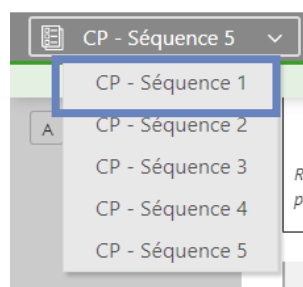 CP - Séquence 5
CP - Séquence 1
A
CP - Séquence 2
CP - Séquence 3
R
CP - Séquence 4
p
CP - Séquence 5